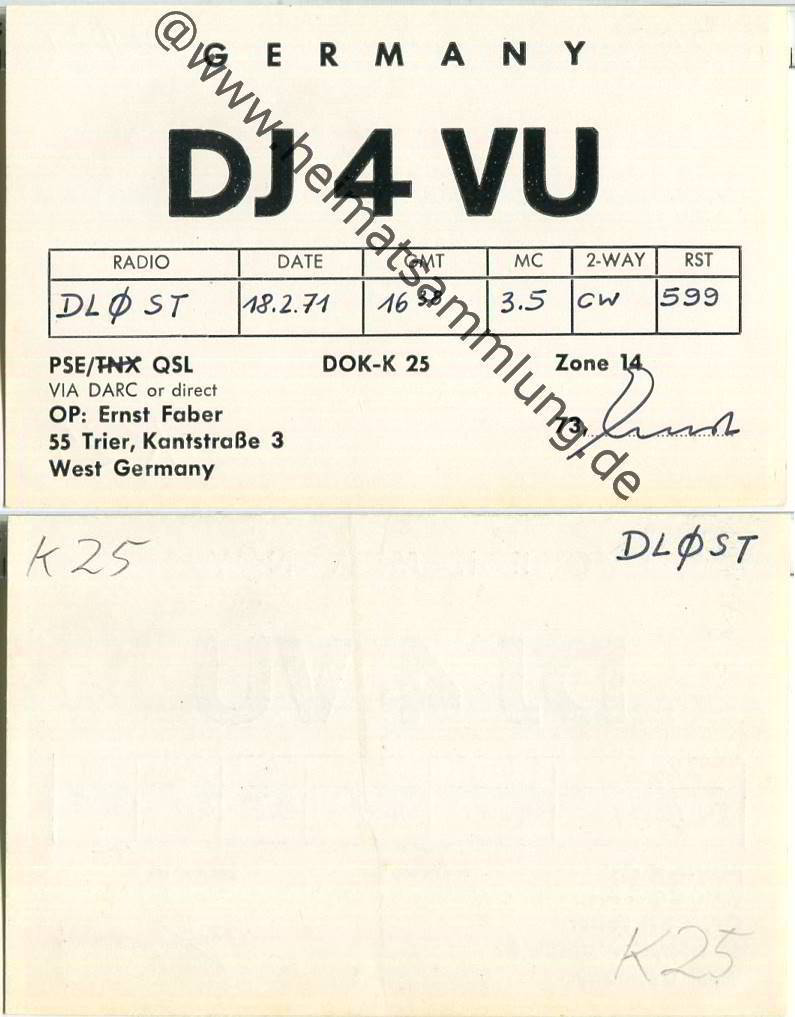 GERMANY
DJ 4 VU
RADIO DATE GMT MC 2-WAY RST
DLØST 18.2.71 16 38 3.5 CW 599
PSE/TNX QSL DOK-K 25 Zone 14
VIA DARC or direct
OP: Ernst Faber 73,
55 Trier, Kantstraße 3
West Germany
@www.heimatsammlung.de
K25 DLØST
K25